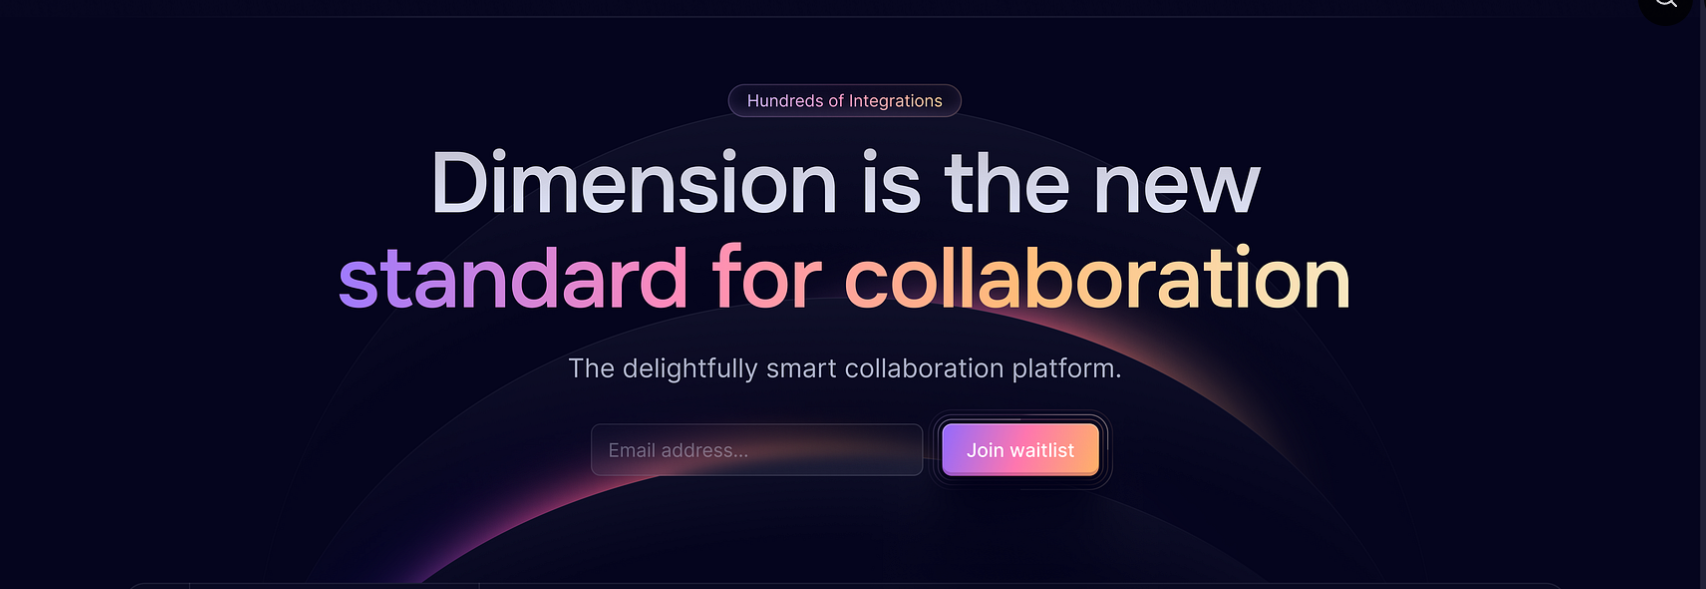 Hundreds of Integrations
Dimension is the new
standard for collaboration
The delightfully smart collaboration platform.
Email address...
Join waitlist